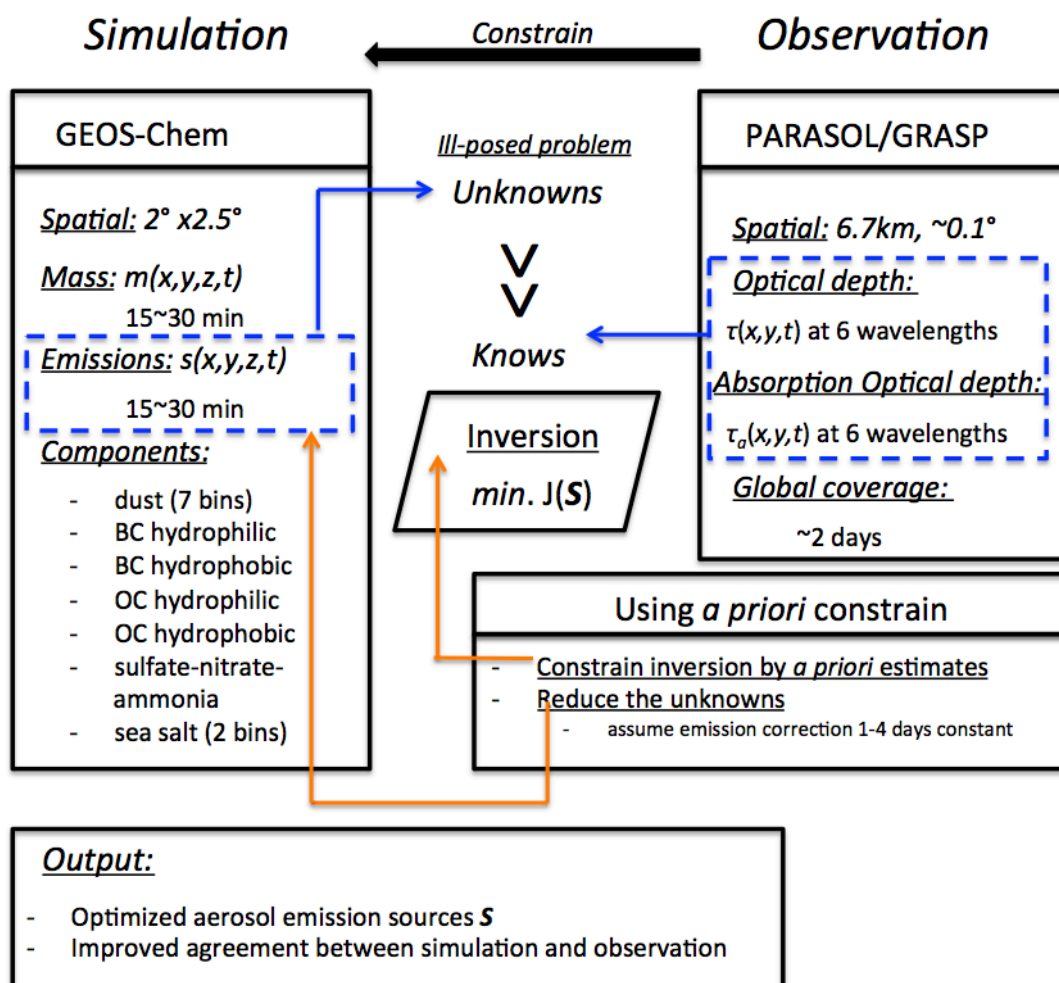 Simulation
Constrain
Observation
GEOS-Chem
Spatial: 2° x2.5°
Mass: m(x,y,z,t)
15~30 min
Emissions: s(x,y,z,t)
15~30 min
Components:
- dust (7 bins)
- BC hydrophilic
- BC hydrophobic
- OC hydrophilic
- OC hydrophobic
- sulfate-nitrate-
ammonia
- sea salt (2 bins)
Ill-posed problem
Unknowns
>>
Knows
Inversion
min. J(S)
PARASOL/GRASP
Spatial: 6.7km, ~0.1°
Optical depth:
τ(x,y,t) at 6 wavelengths
Absorption Optical depth:
τa(x,y,t) at 6 wavelengths
Global coverage:
~2 days
Using a priori constrain
- Constrain inversion by a priori estimates
- Reduce the unknowns
- assume emission correction 1-4 days constant
Output:
- Optimized aerosol emission sources S
- Improved agreement between simulation and observation